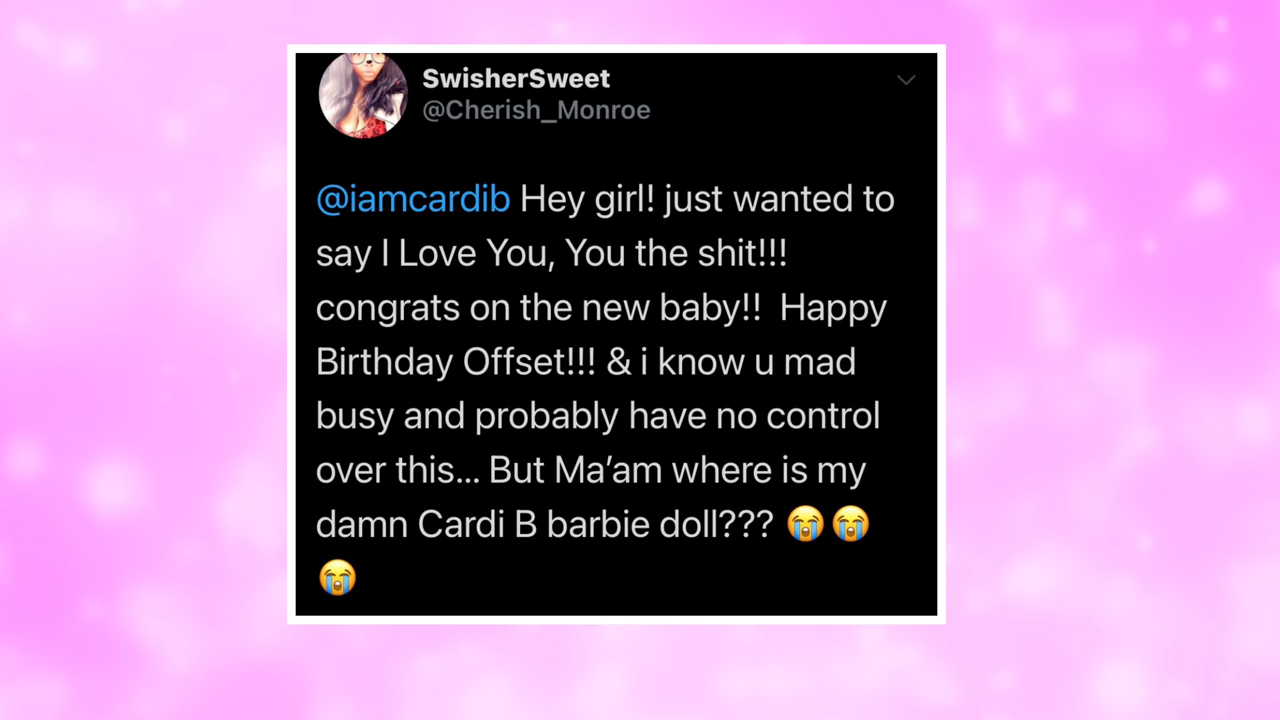 SwisherSweet
@Cherish_Monroe
@iamcardib Hey girl! just wanted to
say I Love You, You the shit!!!
congrats on the new baby!!  Happy
Birthday Offset!!! & i know u mad
busy and probably have no control
over this... But Ma’am where is my
damn Cardi B barbie doll??? 😭😭
😭